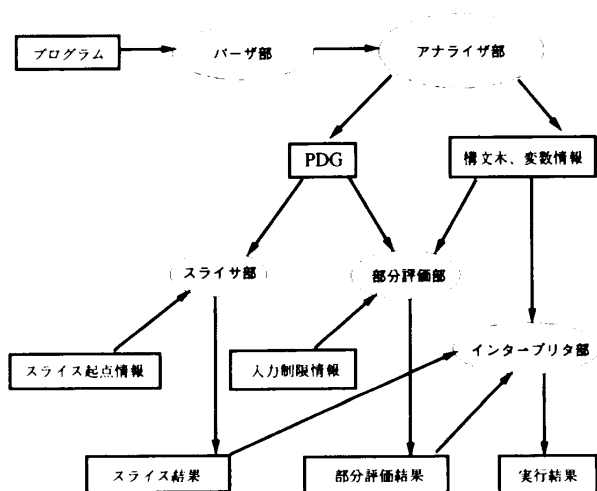 プログラム
パーザ部
アナライザ部
PDG
構文木、変数情報
スライサ部
部分評価部
スライス起点情報
入力制限情報
インタープリタ部
スライス結果
部分評価結果
実行結果